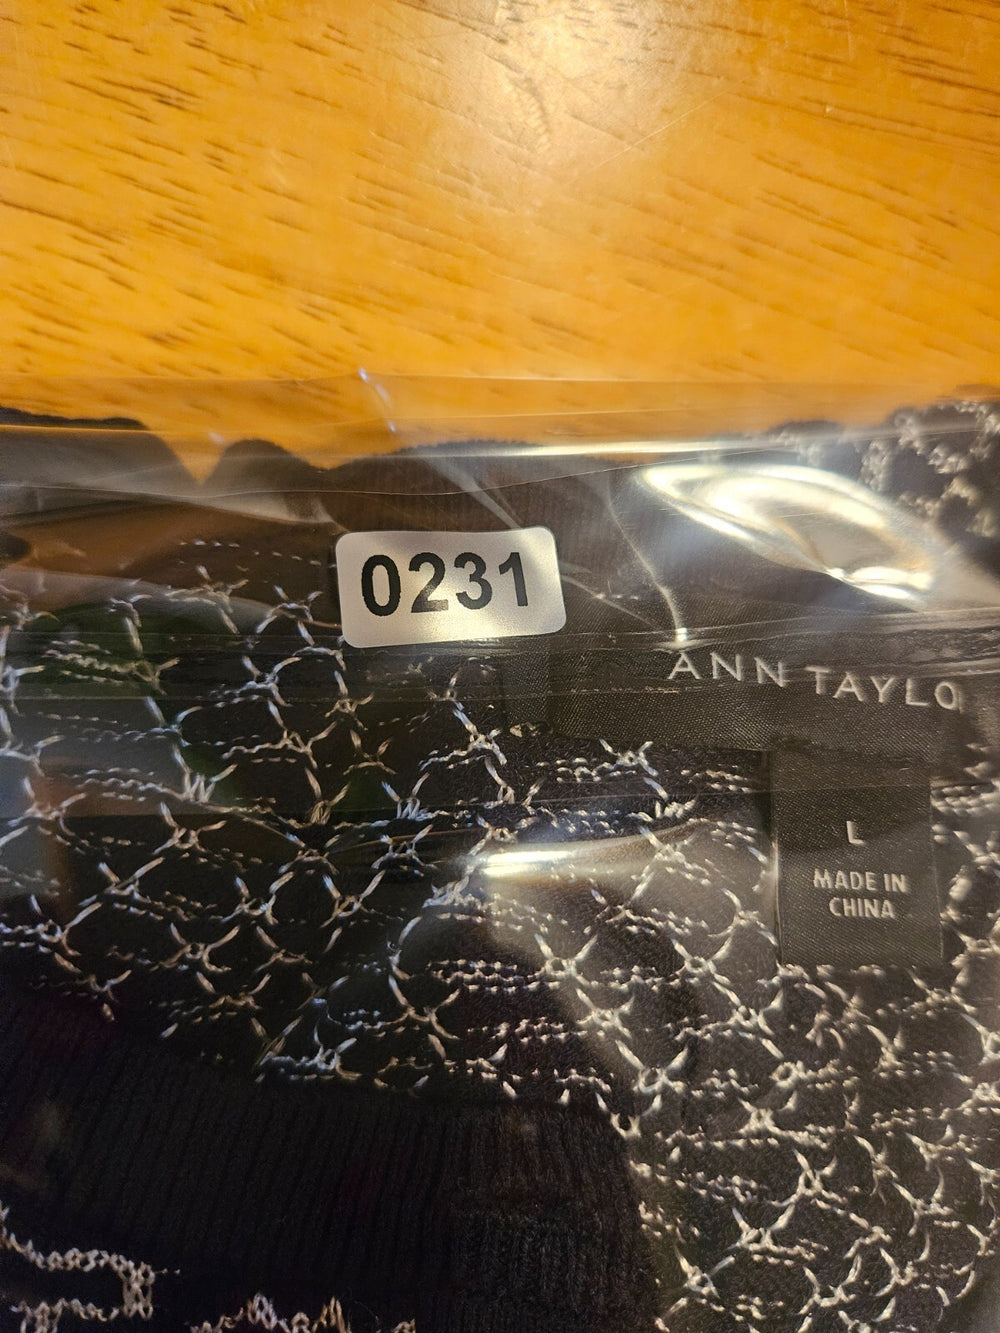 0231
ANN TAYLO
L
MADE IN
CHINA